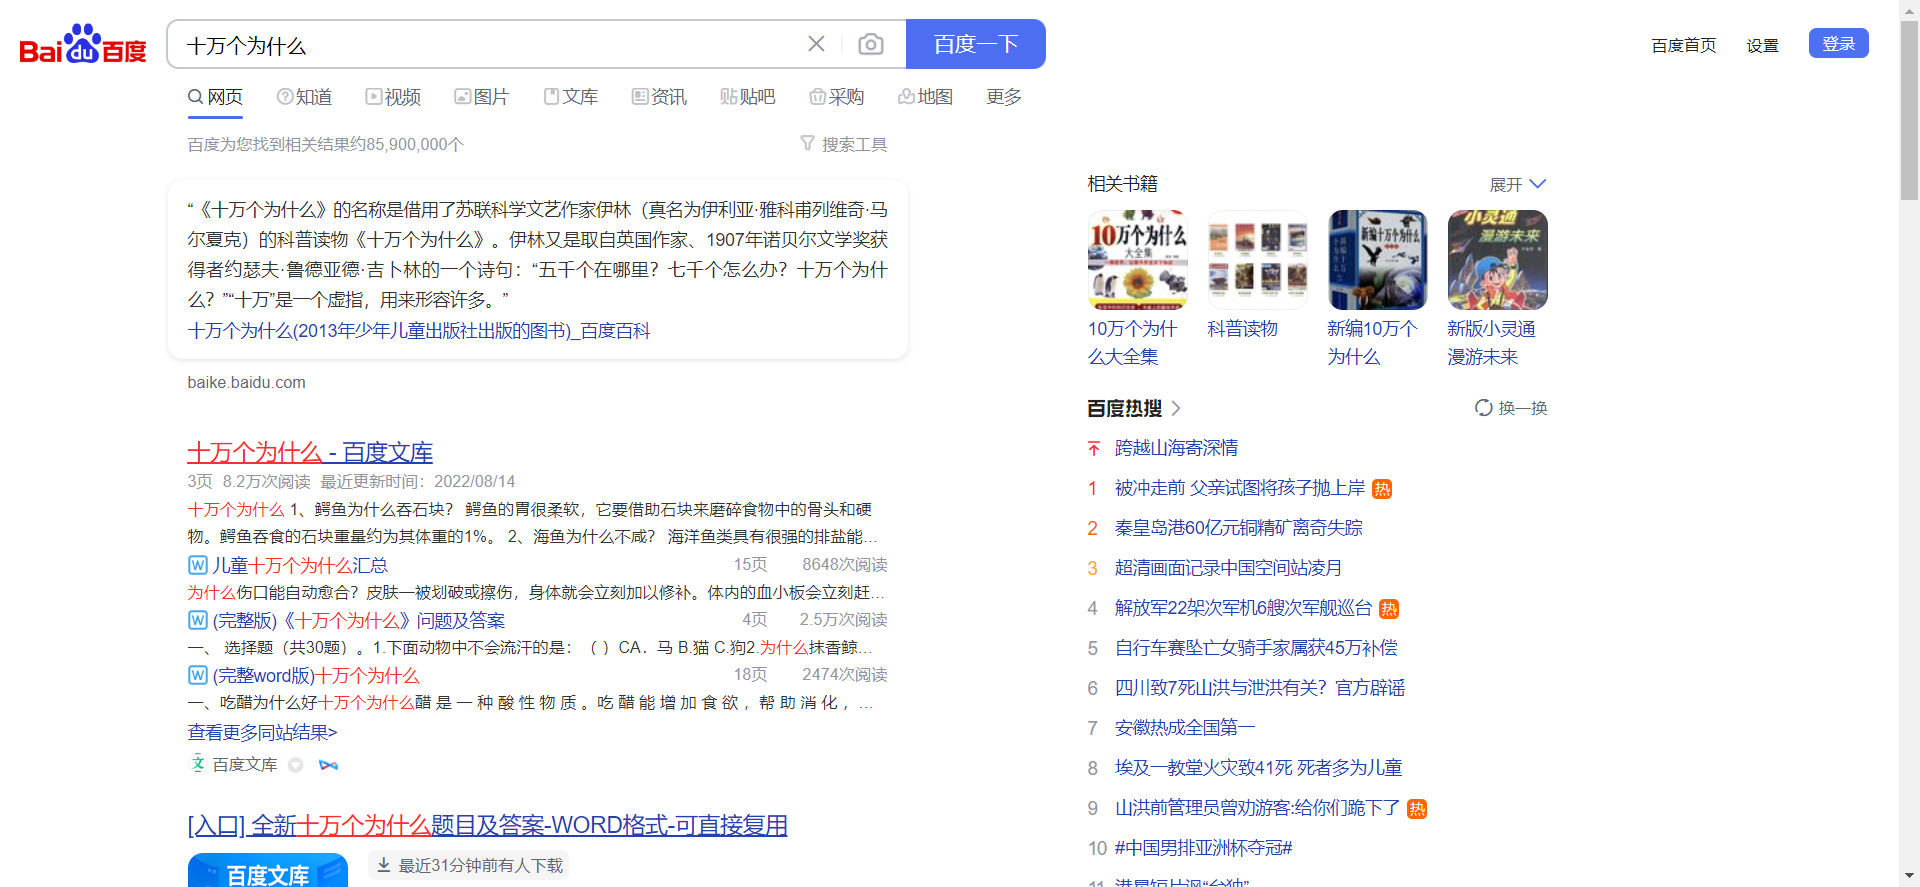 Bai du 百度
十万个为什么
百度一下
百度首页 设置 登录
网页 知道 视频 图片 文库 资讯 贴吧 采购 地图 更多
百度为您找到相关结果约85,900,000个
搜索工具
“《十万个为什么》的名称是借用了苏联科学文艺作家伊林（真名为伊利亚·雅科甫列维奇·马
尔夏克）的科普读物《十万个为什么》。伊林又是取自英国作家、1907年诺贝尔文学奖获
得者约瑟夫·鲁德亚德·吉卜林的一个诗句：“五千个在哪里？七千个怎么办？十万个为什
么？”“十万”是一个虚指，用来形容许多。”
十万个为什么(2013年少年儿童出版社出版的图书)_百度百科
baike.baidu.com
十万个为什么 - 百度文库
3页 8.2万次阅读 最近更新时间：2022/08/14
十万个为什么 1、鳄鱼为什么吞石块？ 鳄鱼的胃很柔软，它要借助石块来磨碎食物中的骨头和硬
物。鳄鱼吞食的石块重量约为其体重的1%。 2、海鱼为什么不咸？ 海洋鱼类具有很强的排盐能...
W 儿童十万个为什么汇总 15页 8648次阅读
为什么伤口能自动愈合？皮肤一被划破或擦伤，身体就会立刻加以修补。体内的血小板会立刻赶...
W (完整版)《十万个为什么》问题及答案 4页 2.5万次阅读
一、 选择题（共30题）。1.下面动物中不会流汗的是：（ ）CA．马 B.猫 C.狗2.为什么抹香鲸...
W (完整word版)十万个为什么 18页 2474次阅读
一、吃醋为什么好十万个为什么醋 是 一 种 酸 性 物 质 。吃 醋 能 增 加 食 欲 ，帮 助 消 化 ，...
查看更多同站结果>
文 百度文库
[入口] 全新十万个为什么题目及答案-WORD格式-可直接复用
百度文库
最近31分钟前有人下载
相关书籍 展开
10万个为什么
大全集
新编十万个为什么
小灵通
漫游未来
10万个为什
么大全集
科普读物
新编10万个
为什么
新版小灵通
漫游未来
百度热搜 换一换
跨越山海寄深情
1 被冲走前 父亲试图将孩子抛上岸 热
2 秦皇岛港60亿元铜精矿离奇失踪
3 超清画面记录中国空间站凌月
4 解放军22架次军机6艘次军舰巡台 热
5 自行车赛坠亡女骑手家属获45万补偿
6 四川致7死山洪与泄洪有关？官方辟谣
7 安徽热成全国第一
8 埃及一教堂火灾致41死 死者多为儿童
9 山洪前管理员曾劝游客:给你们跪下了 热
10 #中国男排亚洲杯夺冠#
11 港星短片讽“台独”